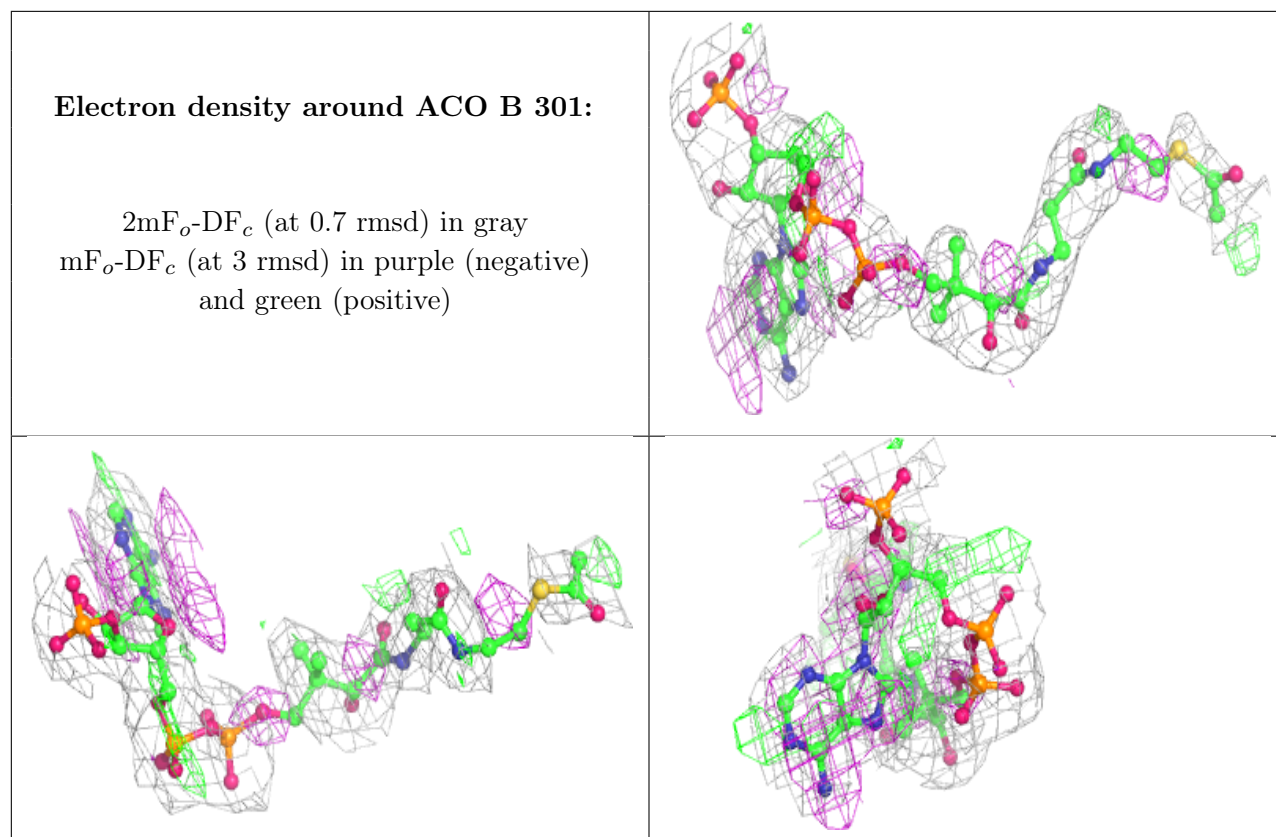 Electron density around ACO B 301:
2mFo-DFc (at 0.7 rmsd) in gray
mFo-DFc (at 3 rmsd) in purple (negative)
and green (positive)